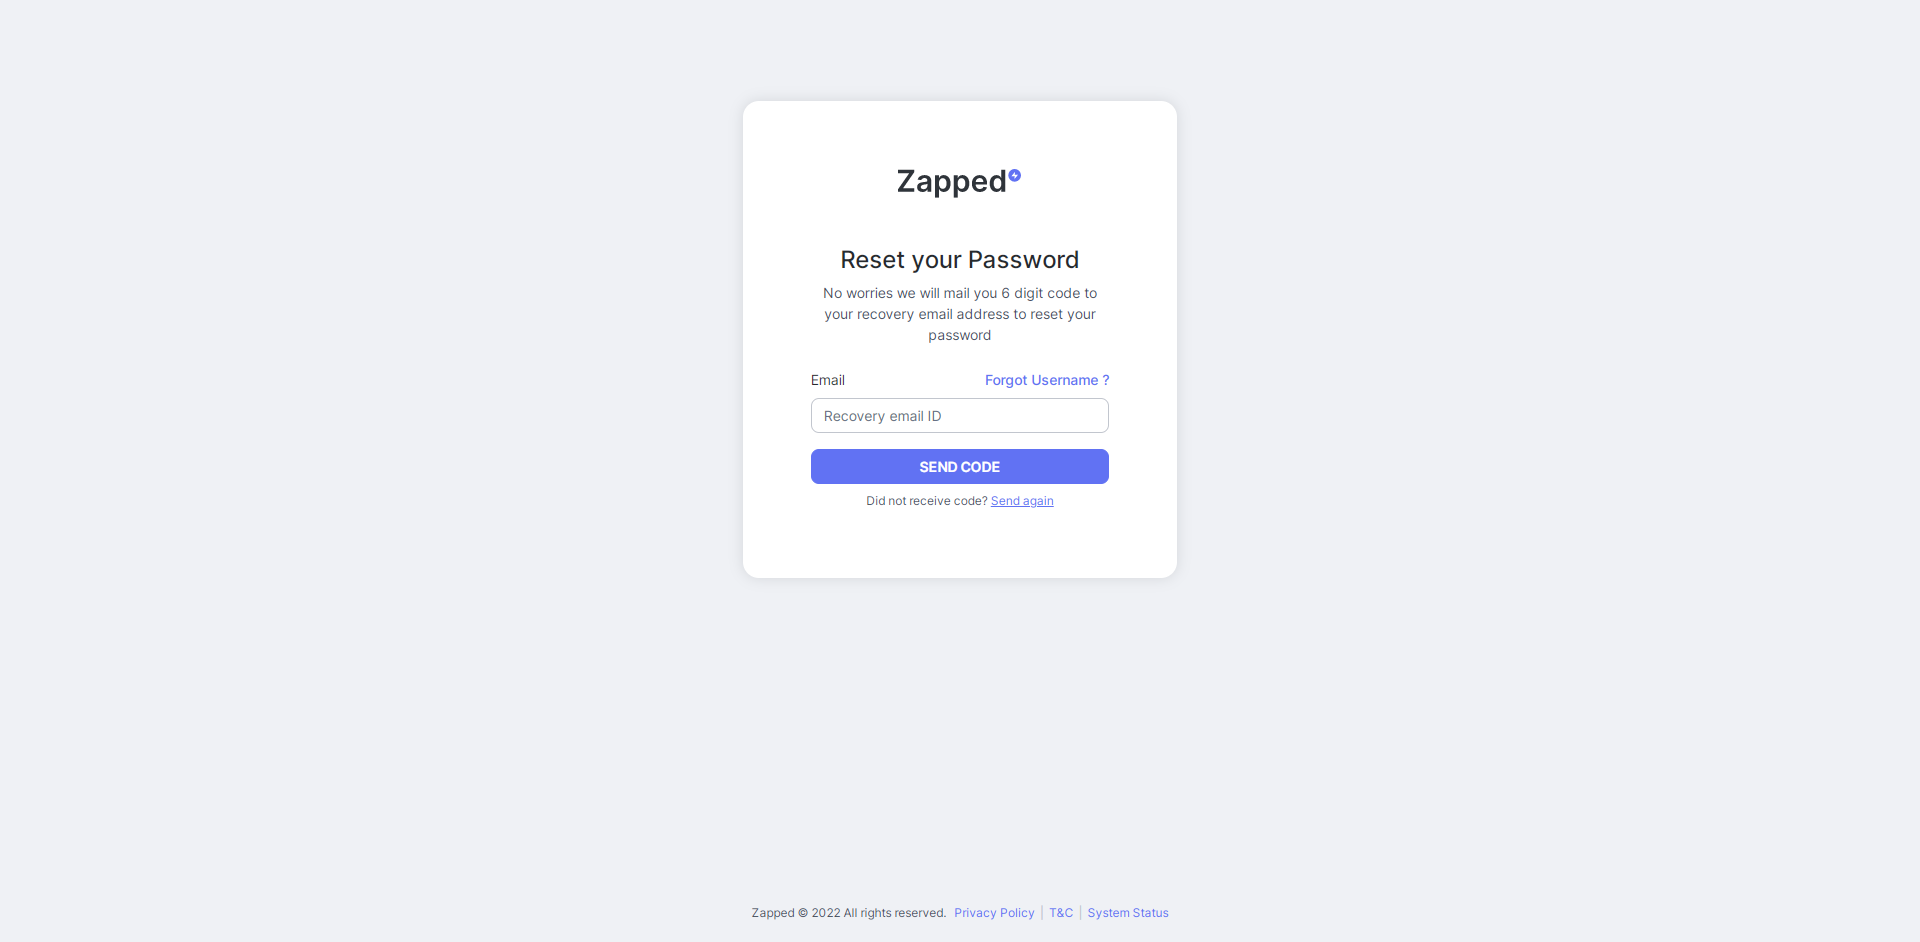 Zapped
Reset your Password
No worries we will mail you 6 digit code to
your recovery email address to reset your
password
Email Forgot Username ?
Recovery email ID
SEND CODE
Did not receive code? Send again
Zapped © 2022 All rights reserved. Privacy Policy | T&C | System Status